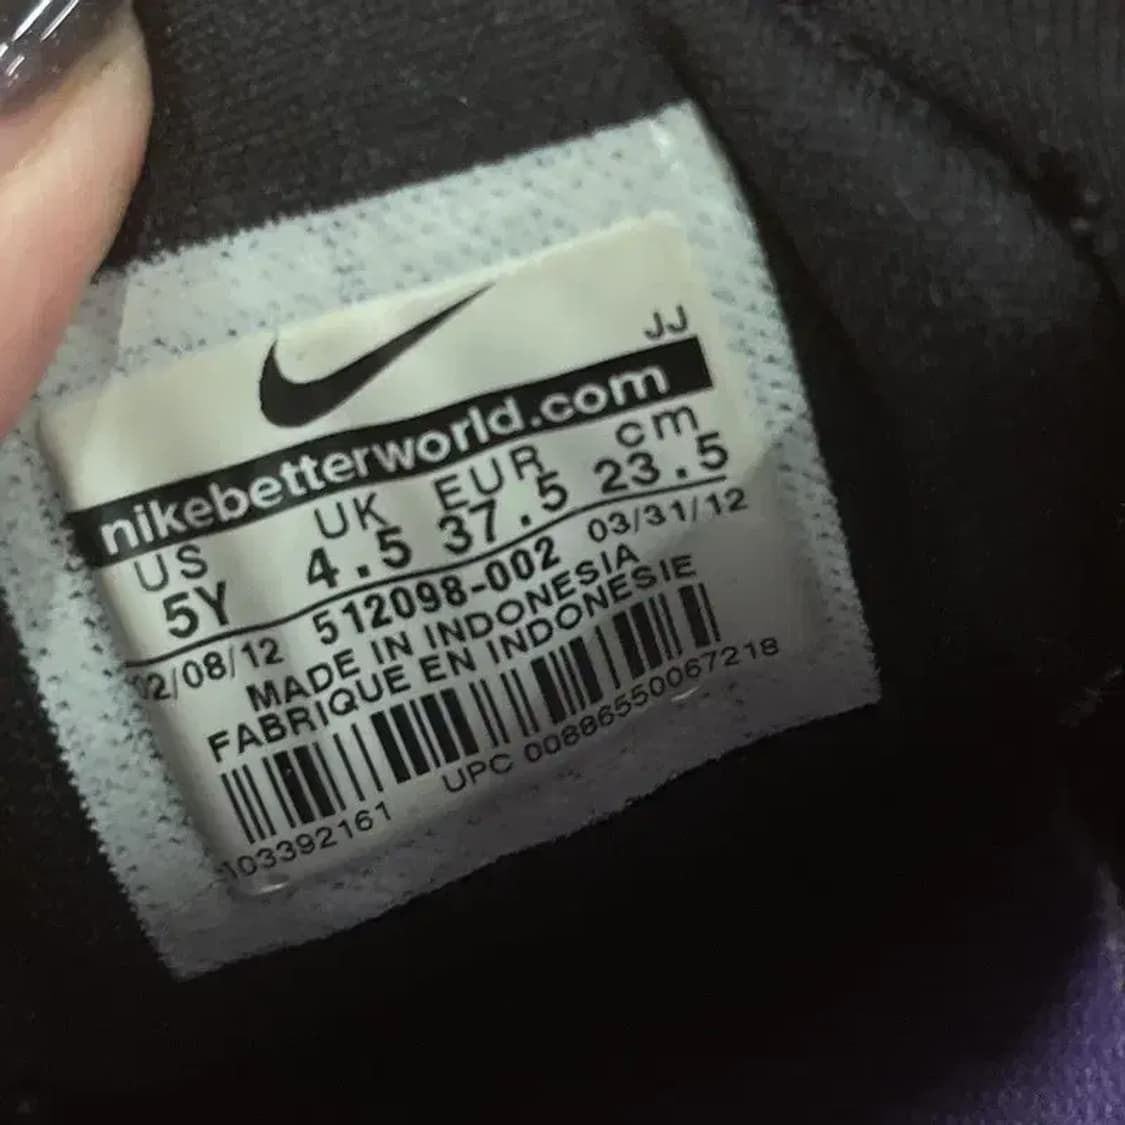 JJ
nikebetterworld.com
US UK EUR cm
5Y 4.5 37.5 23.5
02/08/12 512098-002 03/31/12
MADE IN INDONESIA
FABRIQUE EN INDONESIE
103392161 UPC 00886550067218